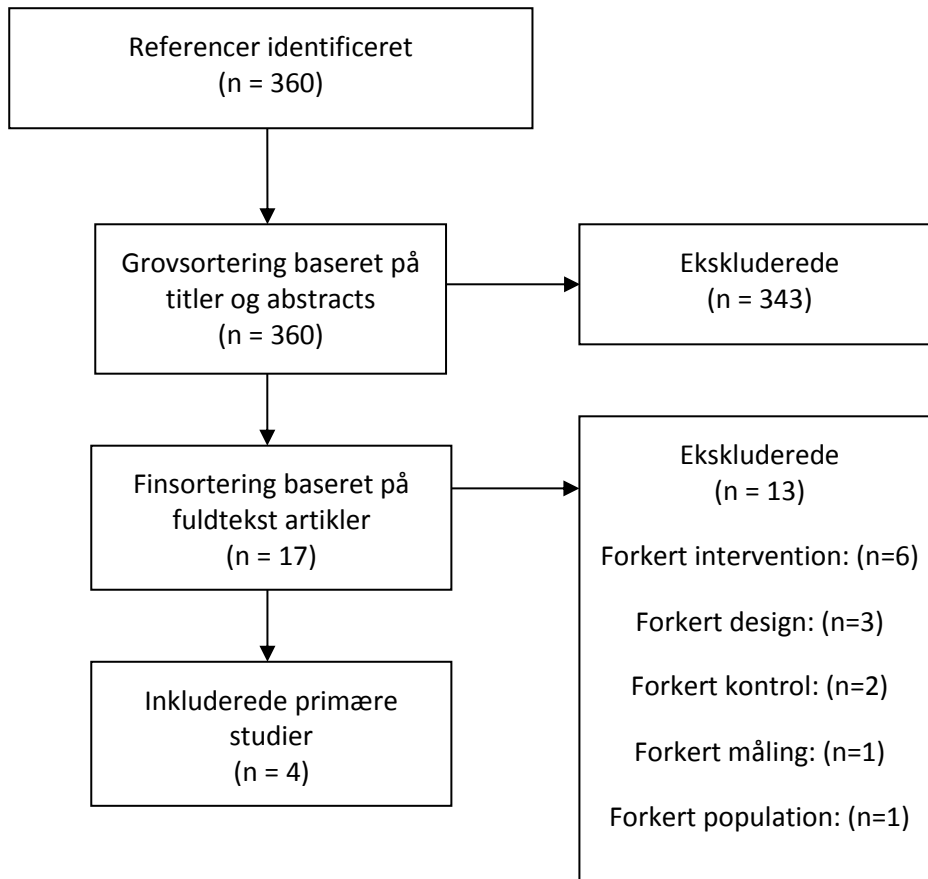 Referencer identificeret
(n = 360)
Grovsortering baseret på
titler og abstracts
(n = 360)
Ekskluderede
(n = 343)
Finsortering baseret på
fuldtekst artikler
(n = 17)
Ekskluderede
(n = 13)
Forkert intervention: (n=6)
Forkert design: (n=3)
Forkert kontrol: (n=2)
Forkert måling: (n=1)
Forkert population: (n=1)
Inkluderede primære
studier
(n = 4)